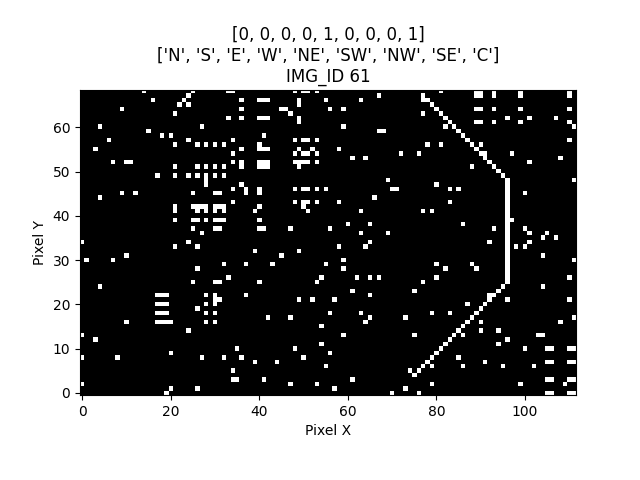 [0, 0, 0, 0, 1, 0, 0, 0, 1]
['N', 'S', 'E', 'W', 'NE', 'SW', 'NW', 'SE', 'C']
IMG_ID 61
Pixel Y
60
50
40
30
20
10
0
0 20 40 60 80 100
Pixel X